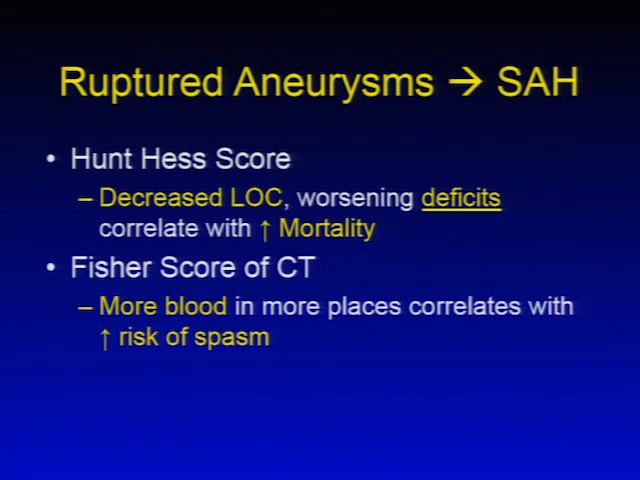 Ruptured Aneurysms → SAH
• Hunt Hess Score
– Decreased LOC, worsening deficits
correlate with ↑ Mortality
• Fisher Score of CT
– More blood in more places correlates with
↑ risk of spasm